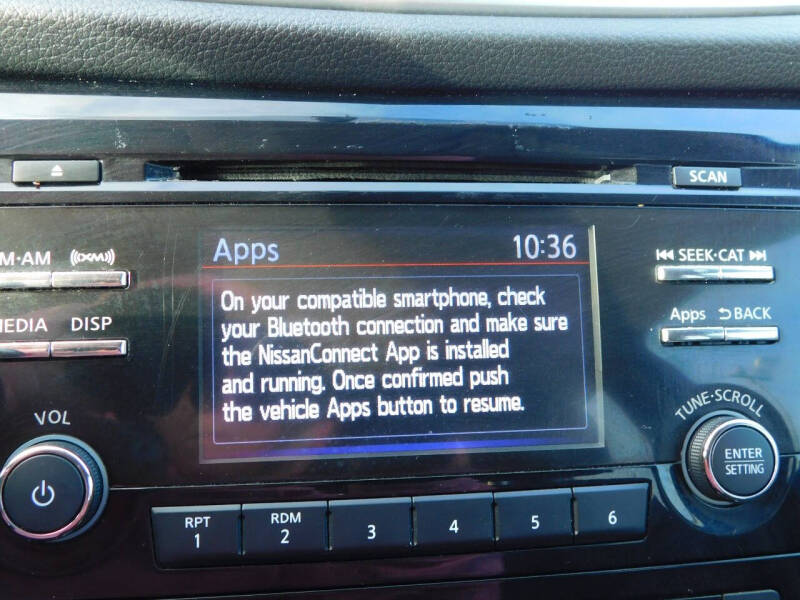 SCAN
Apps 10:36
M·AM ((XM))
SEEK·CAT
On your compatible smartphone, check
your Bluetooth connection and make sure
the NissanConnect App is installed
and running. Once confirmed push
the vehicle Apps button to resume.
MEDIA DISP
Apps BACK
VOL
TUNE·SCROLL
ENTER
SETTING
RPT RDM
1 2 3 4 5 6